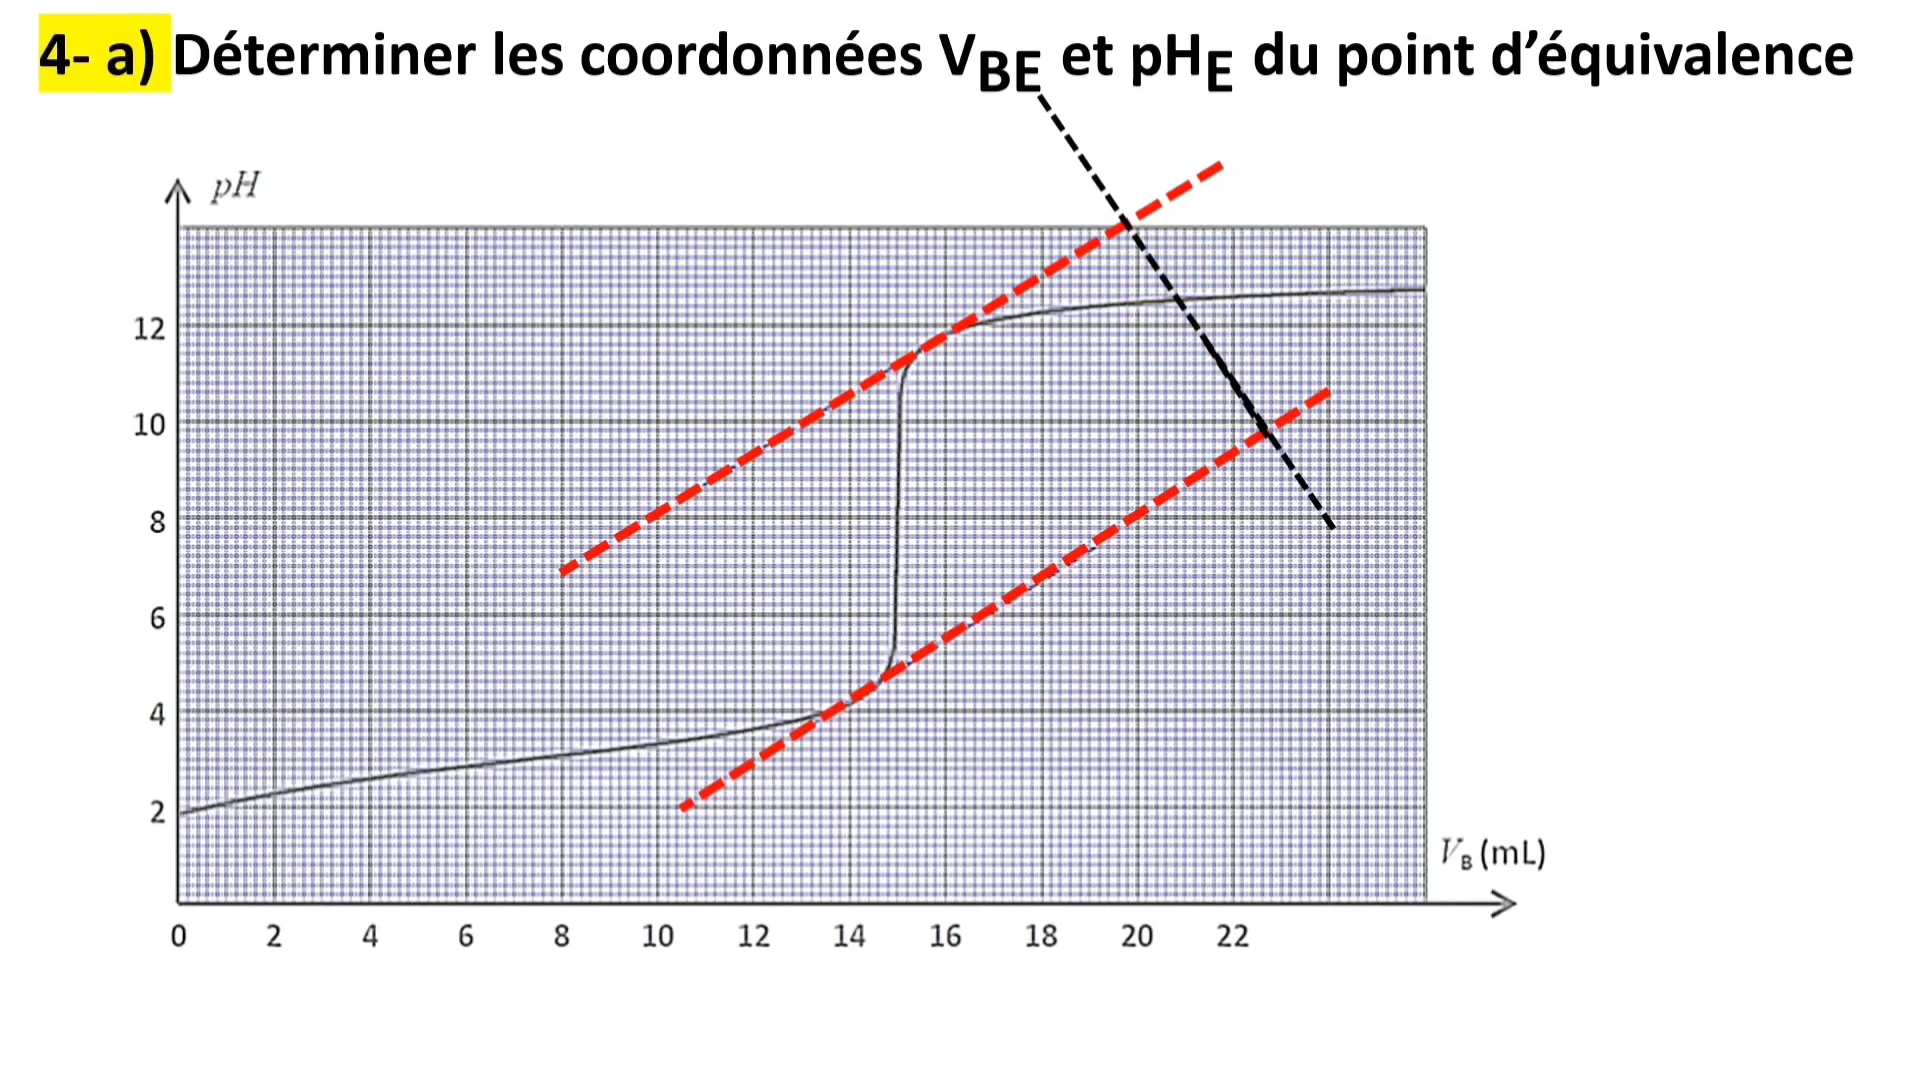 4- a) Déterminer les coordonnées VBE et pHE du point d’équivalence
pH
12
10
8
6
4
2
VB (mL)
0 2 4 6 8 10 12 14 16 18 20 22